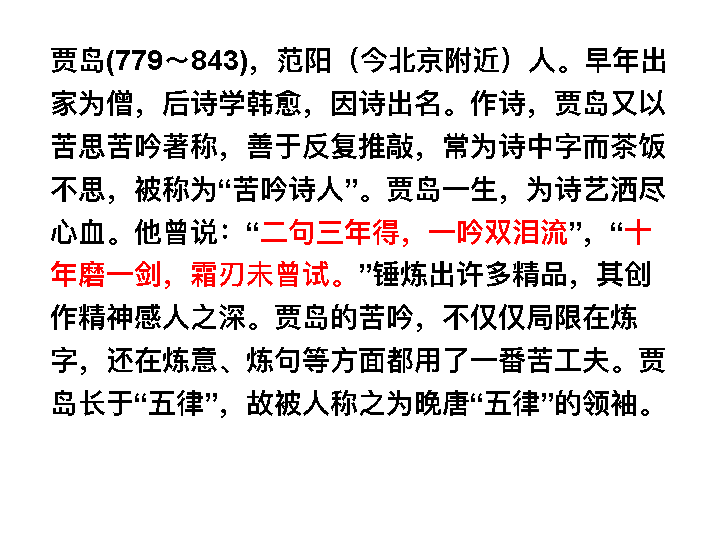 贾岛(779～843)，范阳（今北京附近）人。早年出
家为僧，后诗学韩愈，因诗出名。作诗，贾岛又以
苦思苦吟著称，善于反复推敲，常为诗中字而茶饭
不思，被称为“苦吟诗人”。贾岛一生，为诗艺洒尽
心血。他曾说：“二句三年得，一吟双泪流”，“十
年磨一剑，霜刃未曾试。”锤炼出许多精品，其创
作精神感人之深。贾岛的苦吟，不仅仅局限在炼
字，还在炼意、炼句等方面都用了一番苦工夫。贾
岛长于“五律”，故被人称之为晚唐“五律”的领袖。